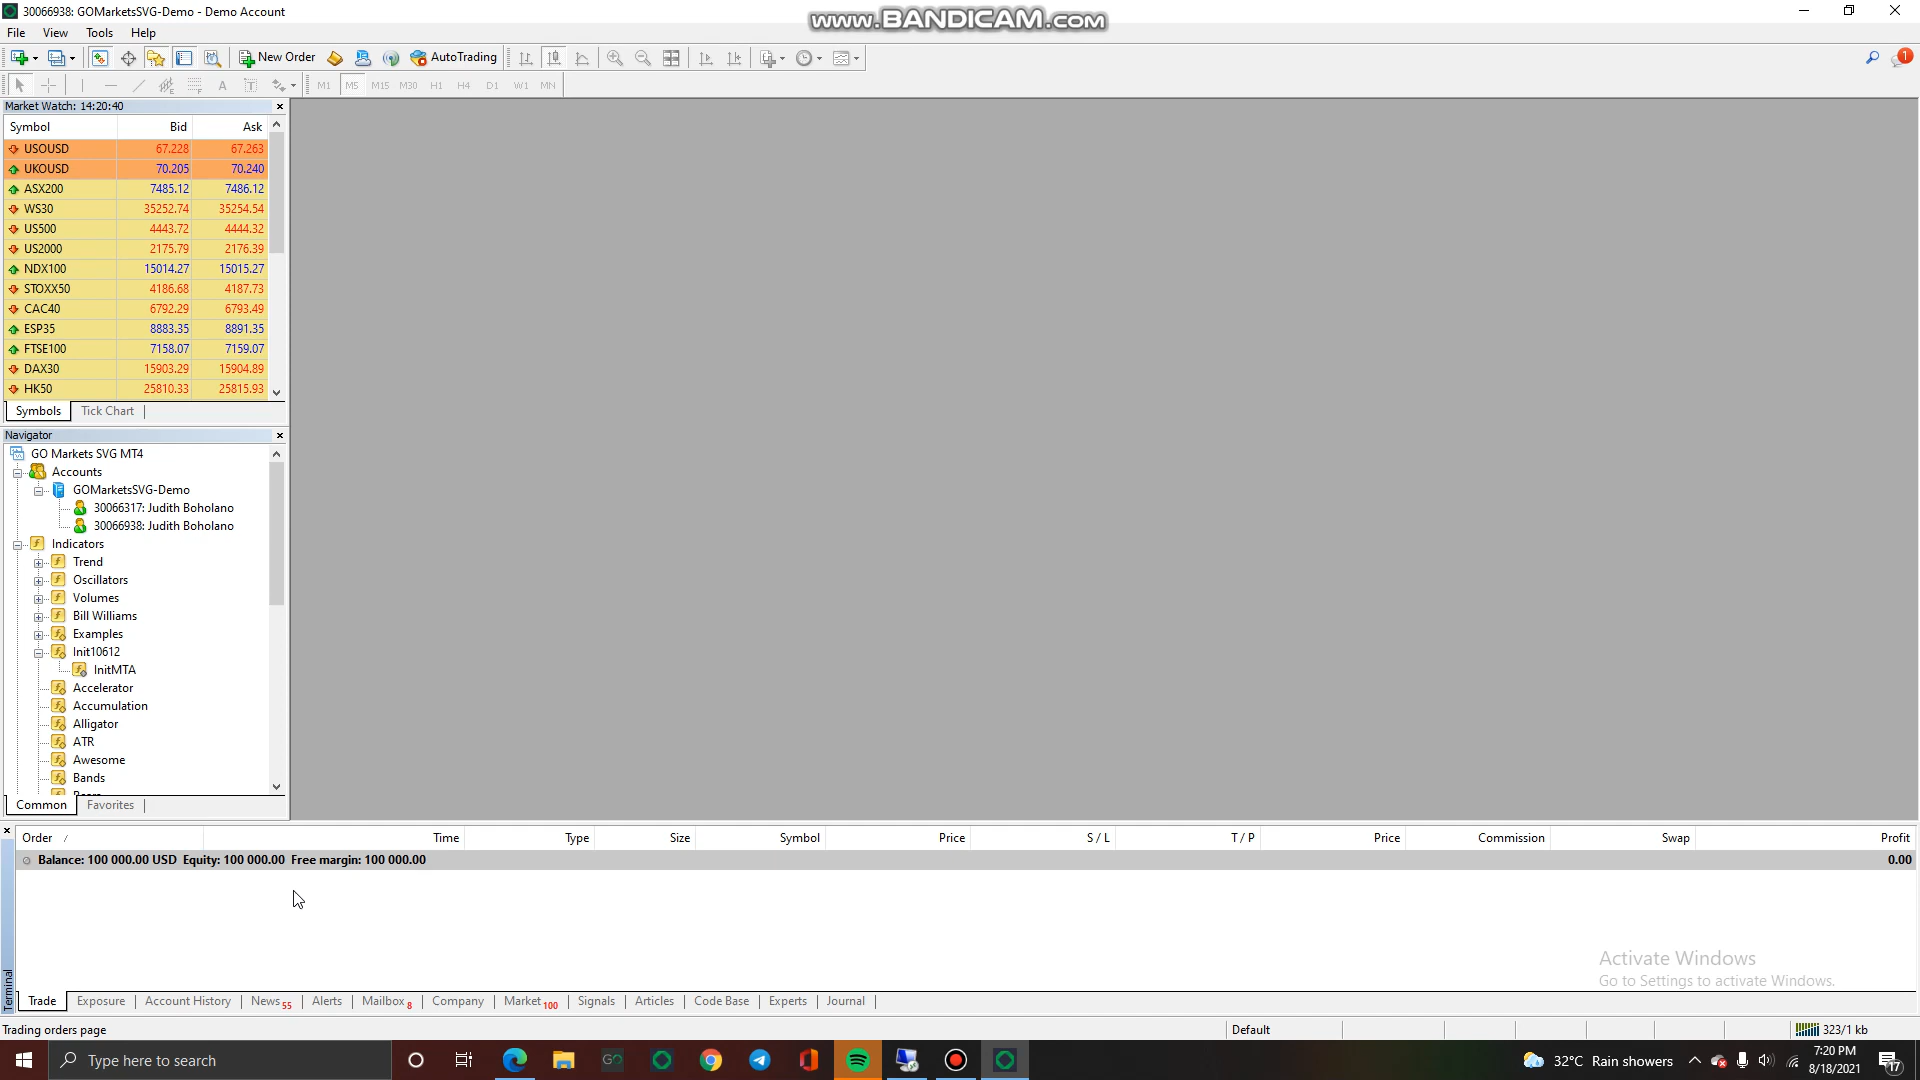 30066938: GOMarketsSVG-Demo - Demo Account
www.BANDICAM.com
File View Tools Help
New Order AutoTrading 1
A T M1 M5 M15 M30 H1 H4 D1 W1 MN
Market Watch: 14:20:40
Symbol Bid Ask
USOUSD 67.228 67.263
UKOUSD 70.205 70.240
ASX200 7485.12 7486.12
WS30 35252.74 35254.54
US500 4443.72 4444.32
US2000 2175.79 2176.39
NDX100 15014.27 15015.27
STOXX50 4186.68 4187.73
CAC40 6792.29 6793.49
ESP35 8883.35 8891.35
FTSE100 7158.07 7159.07
DAX30 15903.29 15904.89
HK50 25810.33 25815.93
Symbols Tick Chart
Navigator
GO Markets SVG MT4
Accounts
GOMarketsSVG-Demo
30066317: Judith Boholano
30066938: Judith Boholano
Indicators
Trend
Oscillators
Volumes
Bill Williams
Examples
Init10612
InitMTA
Accelerator
Accumulation
Alligator
ATR
Awesome
Bands
Common Favorites
Order / Time Type Size Symbol Price S / L T / P Price Commission Swap Profit
Balance: 100 000.00 USD Equity: 100 000.00 Free margin: 100 000.00 0.00
Activate Windows
Go to Settings to activate Windows.
Terminal
Trade Exposure Account History News 55 Alerts Mailbox 8 Company Market 100 Signals Articles Code Base Experts Journal
Trading orders page Default 323/1 kb
Type here to search GO 32°C Rain showers 7:20 PM
8/18/2021 17